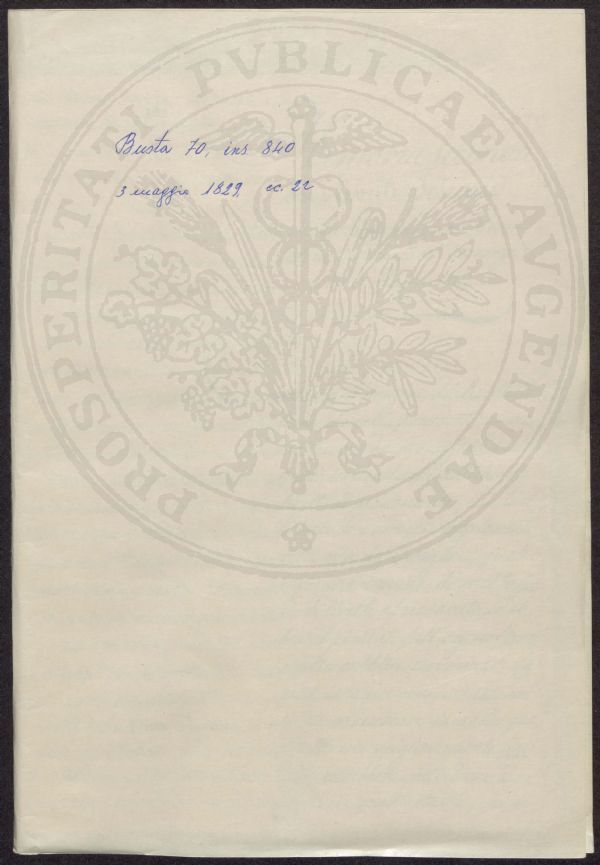 Busta 70, ins 840
3 maggio 1829, cc. 22
PROSPERITATI PVBLICAE AVGENDAE